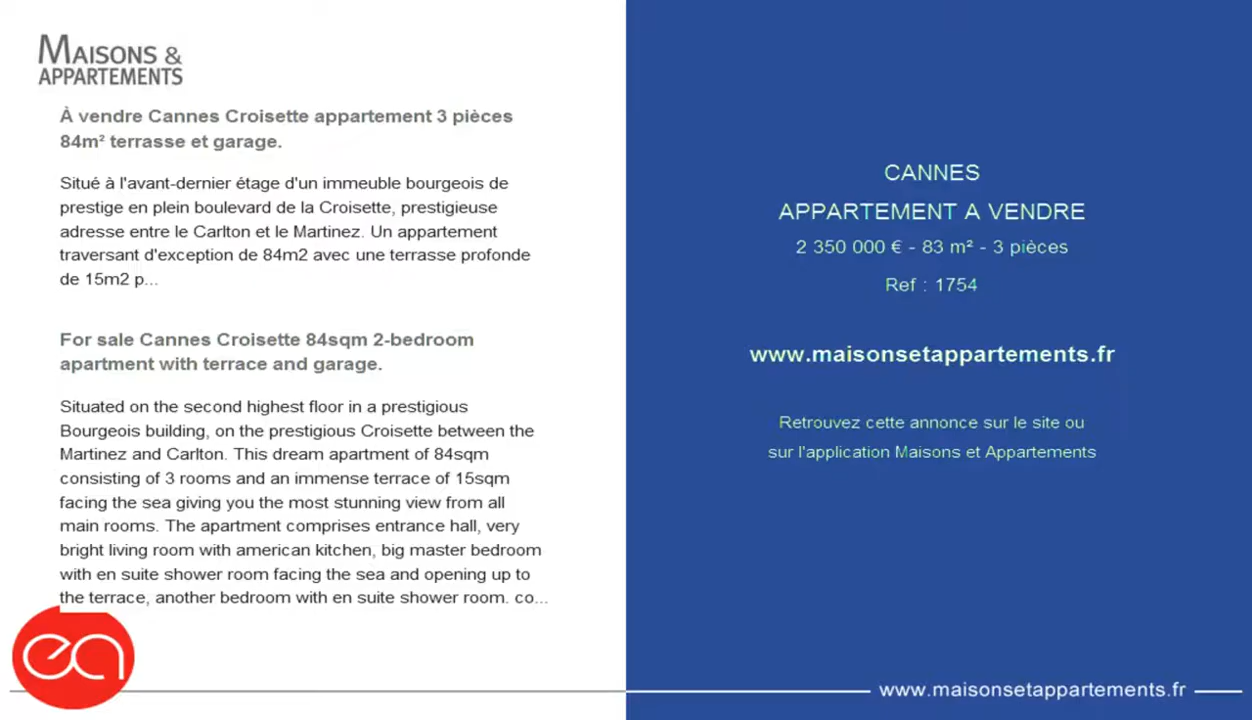 MAISONS &
APPARTEMENTS
À vendre Cannes Croisette appartement 3 pièces
84m² terrasse et garage.
Situé à l'avant-dernier étage d'un immeuble bourgeois de
prestige en plein boulevard de la Croisette, prestigieuse
adresse entre le Carlton et le Martinez. Un appartement
traversant d'exception de 84m2 avec une terrasse profonde
de 15m2 p...
For sale Cannes Croisette 84sqm 2-bedroom
apartment with terrace and garage.
Situated on the second highest floor in a prestigious
Bourgeois building, on the prestigious Croisette between the
Martinez and Carlton. This dream apartment of 84sqm
consisting of 3 rooms and an immense terrace of 15sqm
facing the sea giving you the most stunning view from all
main rooms. The apartment comprises entrance hall, very
bright living room with american kitchen, big master bedroom
with en suite shower room facing the sea and opening up to
the terrace, another bedroom with en suite shower room. co...
ea
CANNES
APPARTEMENT A VENDRE
2 350 000 € - 83 m² - 3 pièces
Ref : 1754
www.maisonsetappartements.fr
Retrouvez cette annonce sur le site ou
sur l'application Maisons et Appartements
www.maisonsetappartements.fr